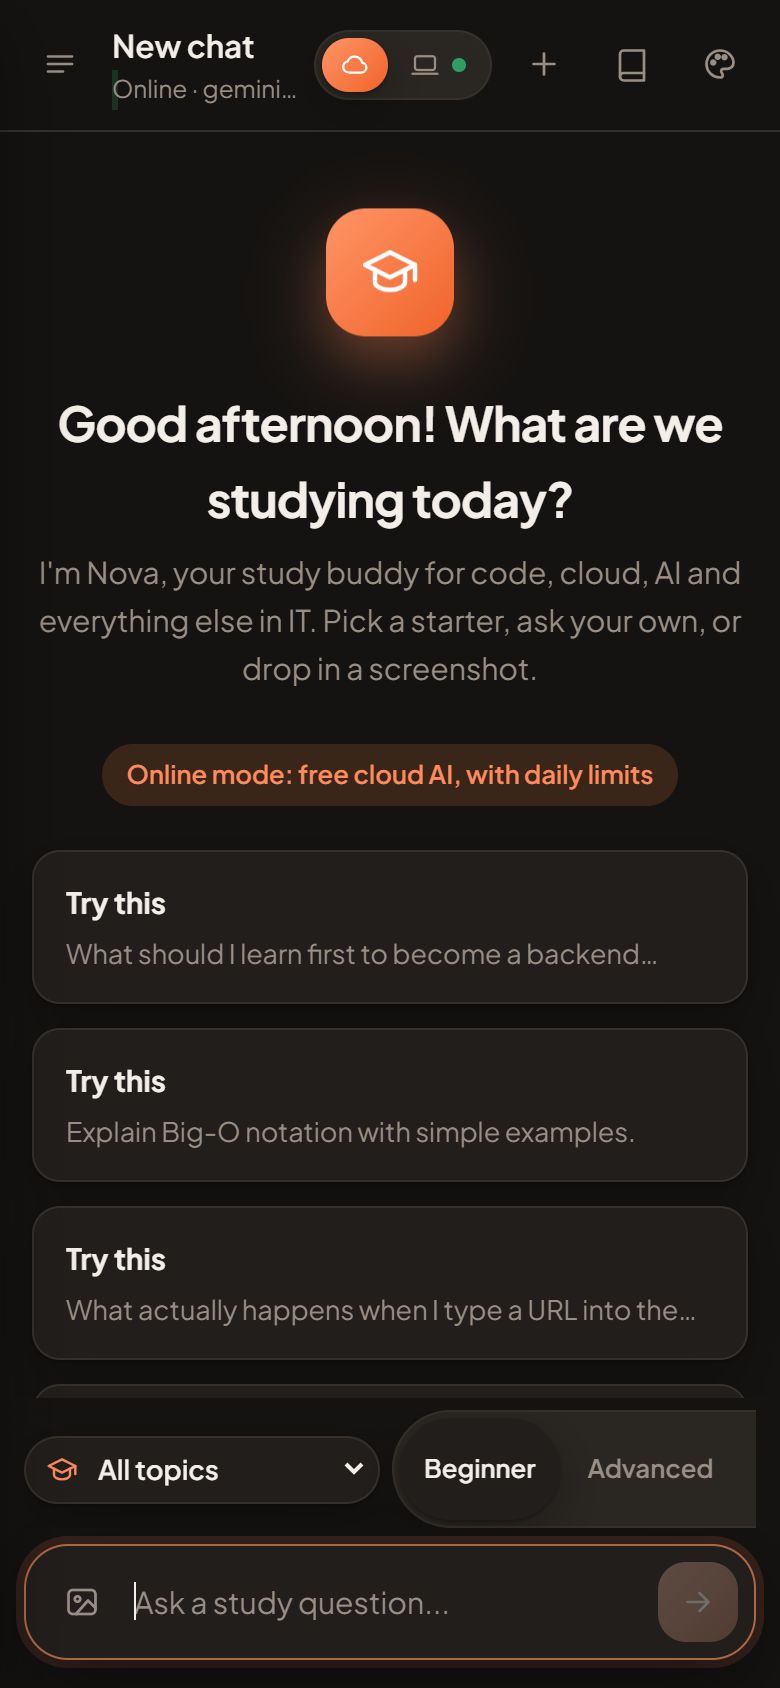 New chat
Online · gemini...
Good afternoon! What are we
studying today?
I'm Nova, your study buddy for code, cloud, AI and
everything else in IT. Pick a starter, ask your own, or
drop in a screenshot.
Online mode: free cloud AI, with daily limits
Try this
What should I learn first to become a backend...
Try this
Explain Big-O notation with simple examples.
Try this
What actually happens when I type a URL into the...
All topics
Beginner
Advanced
Ask a study question...